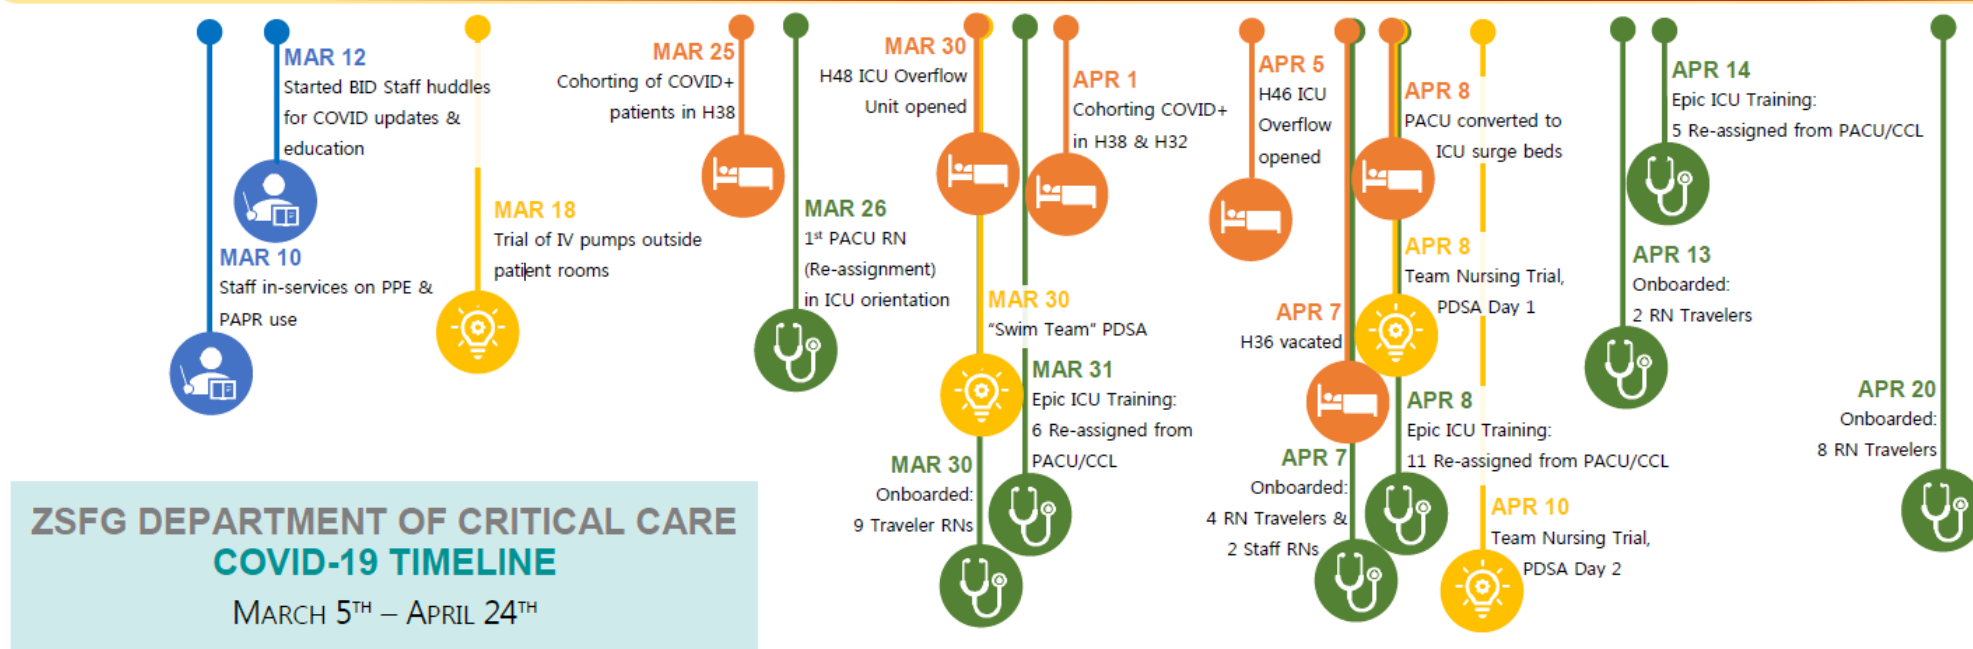 MAR 12
Started BID Staff huddles
for COVID updates &
education
MAR 10
Staff in-services on PPE &
PAPR use
MAR 18
Trial of IV pumps outside
patient rooms
MAR 25
Cohorting of COVID+
patients in H38
MAR 26
1st PACU RN
(Re-assignment)
in ICU orientation
MAR 30
H48 ICU Overflow
Unit opened
MAR 30
"Swim Team" PDSA
MAR 30
Onboarded:
9 Traveler RNs
MAR 31
Epic ICU Training:
6 Re-assigned from
PACU/CCL
APR 1
Cohorting COVID+
in H38 & H32
APR 5
H46 ICU
Overflow
opened
APR 7
H36 vacated
APR 7
Onboarded:
4 RN Travelers &
2 Staff RNs
APR 8
PACU converted to
ICU surge beds
APR 8
Team Nursing Trial,
PDSA Day 1
APR 8
Epic ICU Training:
11 Re-assigned from PACU/CCL
APR 10
Team Nursing Trial,
PDSA Day 2
APR 14
Epic ICU Training:
5 Re-assigned from PACU/CCL
APR 13
Onboarded:
2 RN Travelers
APR 20
Onboarded:
8 RN Travelers
ZSFG DEPARTMENT OF CRITICAL CARE
COVID-19 TIMELINE
MARCH 5TH – APRIL 24TH